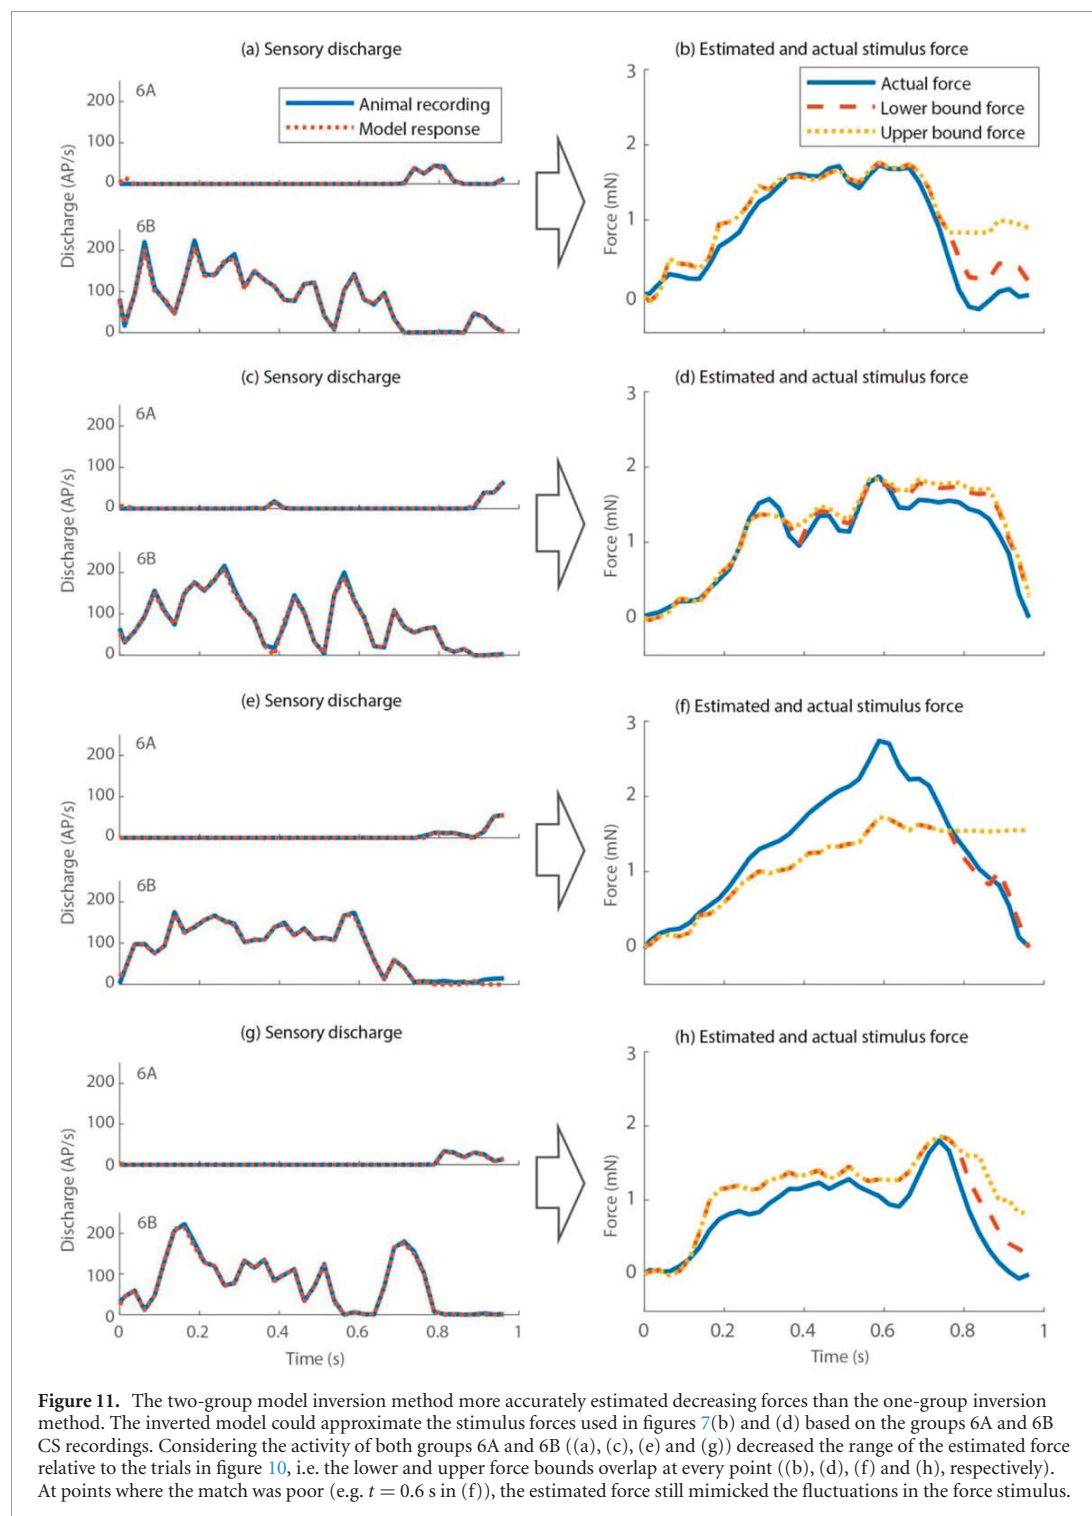 (a) Sensory discharge
6A
200
100
0
Animal recording
Model response
6B
200
100
0
Discharge (AP/s)
(b) Estimated and actual stimulus force
3
2
1
0
Force (mN)
Actual force
Lower bound force
Upper bound force
(c) Sensory discharge
6A
200
100
0
6B
200
100
0
Discharge (AP/s)
(d) Estimated and actual stimulus force
3
2
1
0
Force (mN)
(e) Sensory discharge
6A
200
100
0
6B
200
100
0
Discharge (AP/s)
(f) Estimated and actual stimulus force
3
2
1
0
Force (mN)
(g) Sensory discharge
6A
200
100
0
6B
200
100
0
Discharge (AP/s)
0 0.2 0.4 0.6 0.8 1
Time (s)
(h) Estimated and actual stimulus force
3
2
1
0
Force (mN)
0 0.2 0.4 0.6 0.8 1
Time (s)
Figure 11. The two-group model inversion method more accurately estimated decreasing forces than the one-group inversion
method. The inverted model could approximate the stimulus forces used in figures 7(b) and (d) based on the groups 6A and 6B
CS recordings. Considering the activity of both groups 6A and 6B ((a), (c), (e) and (g)) decreased the range of the estimated force
relative to the trials in figure 10, i.e. the lower and upper force bounds overlap at every point ((b), (d), (f) and (h), respectively).
At points where the match was poor (e.g. t = 0.6 s in (f)), the estimated force still mimicked the fluctuations in the force stimulus.